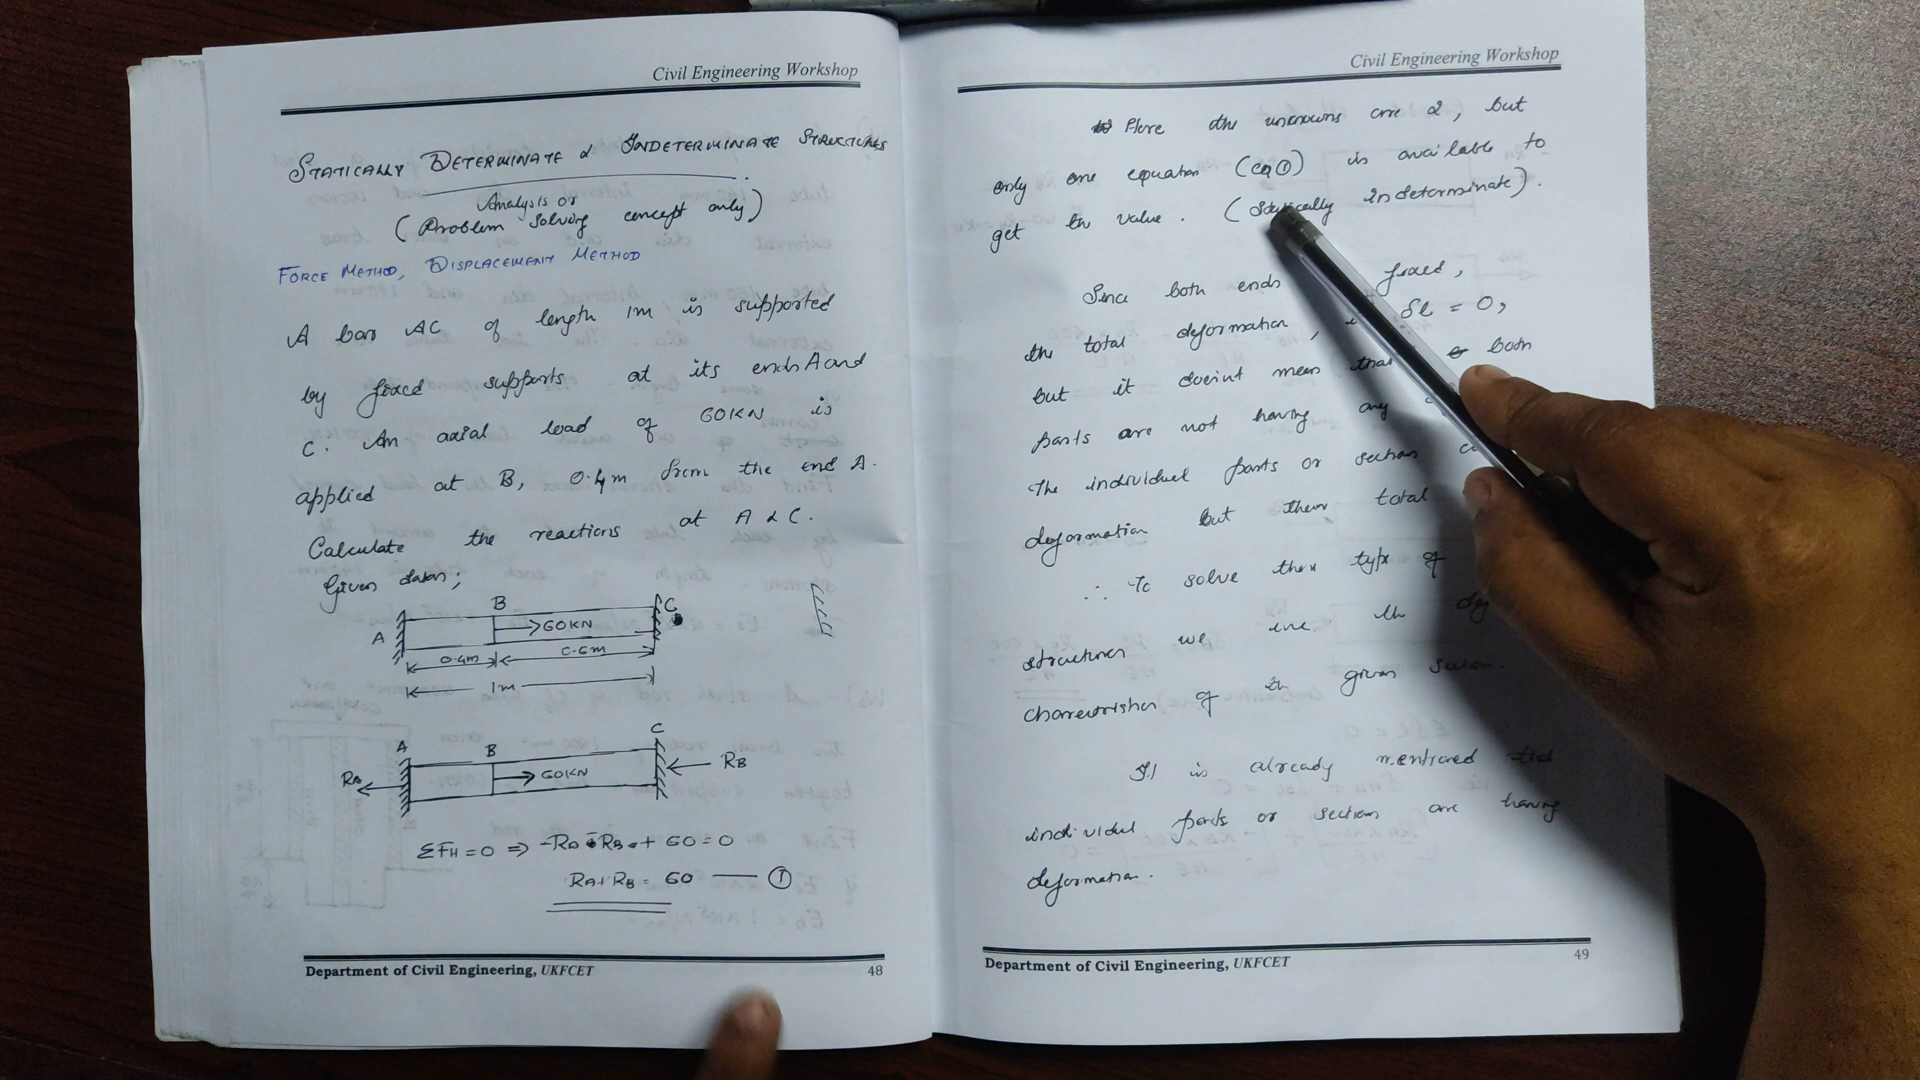 Civil Engineering Workshop
STATICALLY DETERMINATE & INDETERMINATE STRUCTURES
Analysis or
(Problem Solving concept only)
FORCE METHOD, DISPLACEMENT METHOD
A bar AC of length 1m is supported
by fixed supports at its ends A and
C. An axial load of 60KN is
applied at B, 0.4m from the end A.
Calculate the reactions at A & C.
Given data;
A B C
60KN
0.4m 0.6m
1m
A B C
RA 60KN RB
ΣFH=0 ⇒ -RA - RB + 60=0
RA+RB = 60 ①
Department of Civil Engineering, UKFCET 48
Civil Engineering Workshop
Here the unknowns are 2, but
only one equation (eq①) is available to
get the value. (Statically indeterminate).
Since both ends fixed,
the total deformation, δl = 0,
but it doesn't mean that both
parts are not having any
The individual parts or section
deformation but their total
∴ To solve these type of
structures we use the
of the given section.
It is already mentioned that
individual parts or section are having
deformation.
Department of Civil Engineering, UKFCET 49